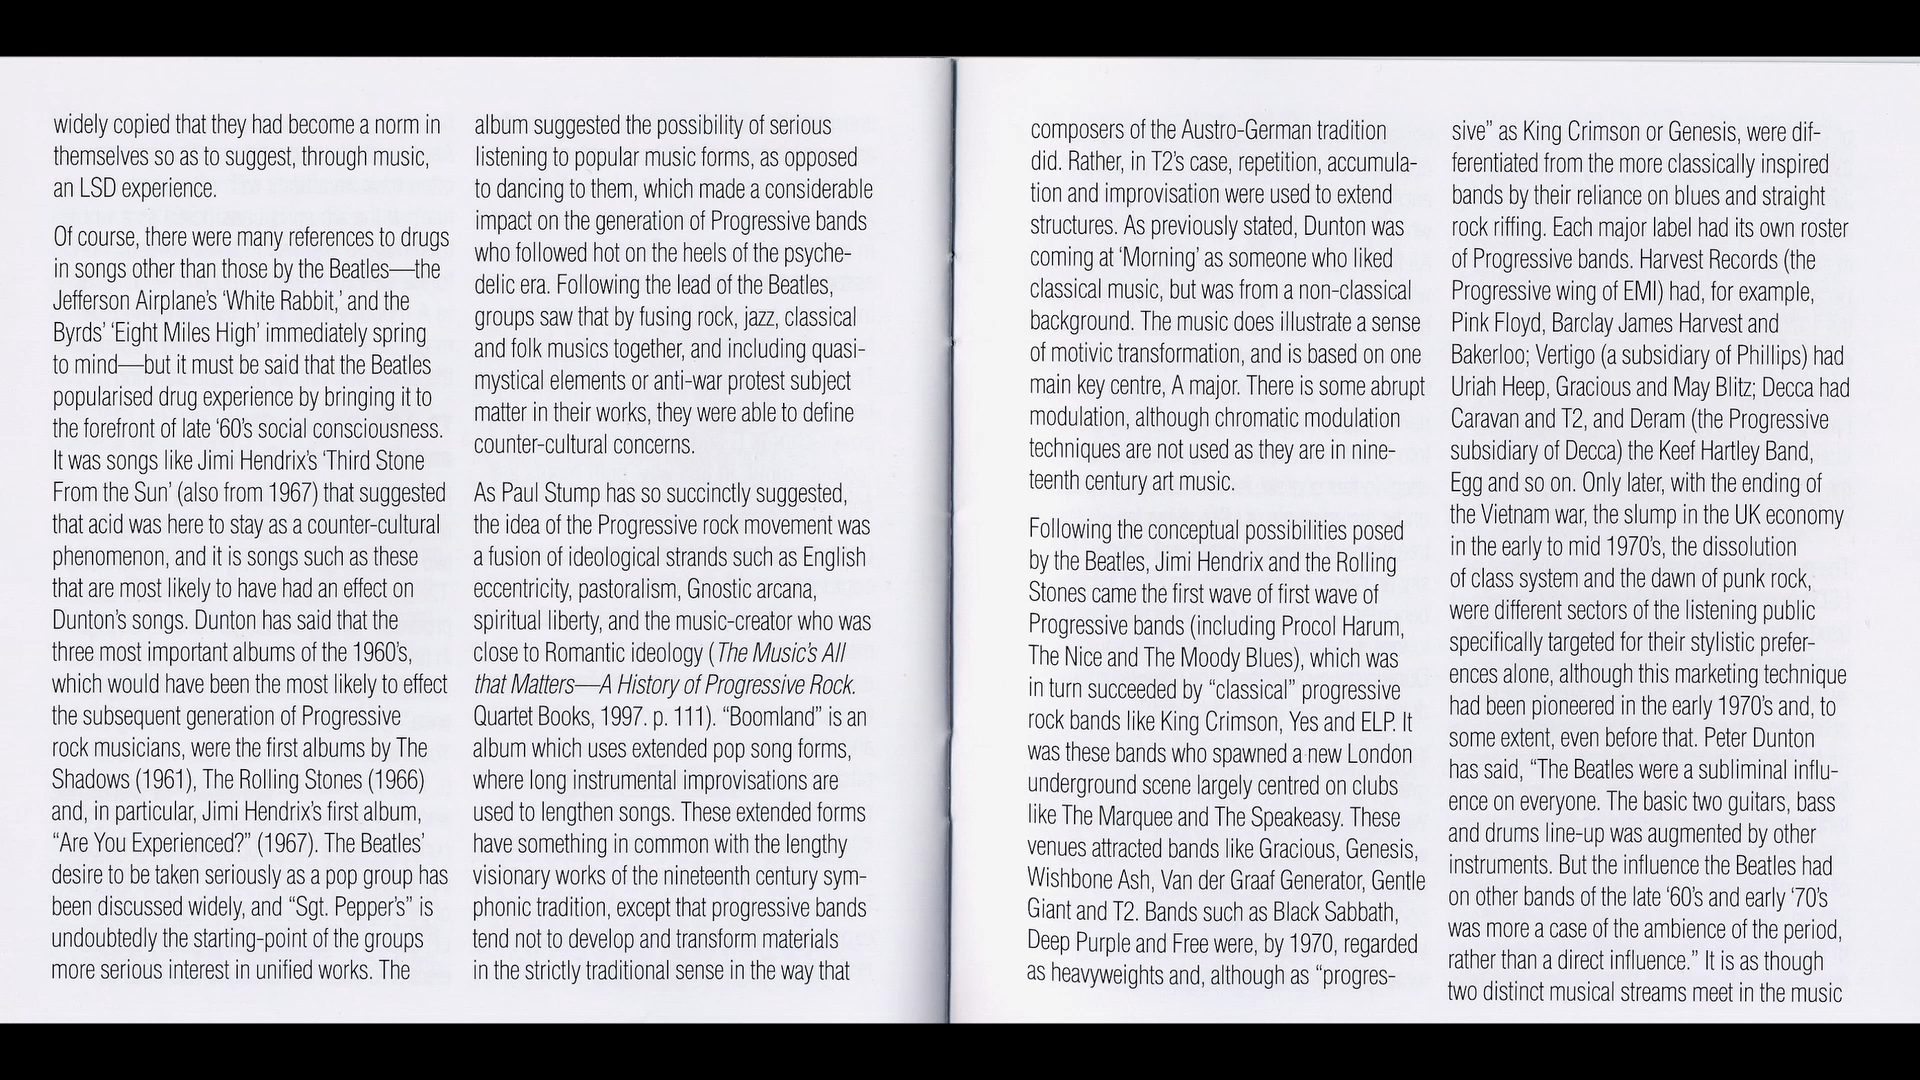 widely copied that they had become a norm in
themselves so as to suggest, through music,
an LSD experience.
Of course, there were many references to drugs
in songs other than those by the Beatles—the
Jefferson Airplane's 'White Rabbit,' and the
Byrds' 'Eight Miles High' immediately spring
to mind—but it must be said that the Beatles
popularised drug experience by bringing it to
the forefront of late '60's social consciousness.
It was songs like Jimi Hendrix's 'Third Stone
From the Sun' (also from 1967) that suggested
that acid was here to stay as a counter-cultural
phenomenon, and it is songs such as these
that are most likely to have had an effect on
Dunton's songs. Dunton has said that the
three most important albums of the 1960's,
which would have been the most likely to effect
the subsequent generation of Progressive
rock musicians, were the first albums by The
Shadows (1961), The Rolling Stones (1966)
and, in particular, Jimi Hendrix's first album,
“Are You Experienced?” (1967). The Beatles'
desire to be taken seriously as a pop group has
been discussed widely, and “Sgt. Pepper's” is
undoubtedly the starting-point of the groups
more serious interest in unified works. The
album suggested the possibility of serious
listening to popular music forms, as opposed
to dancing to them, which made a considerable
impact on the generation of Progressive bands
who followed hot on the heels of the psyche-
delic era. Following the lead of the Beatles,
groups saw that by fusing rock, jazz, classical
and folk musics together, and including quasi-
mystical elements or anti-war protest subject
matter in their works, they were able to define
counter-cultural concerns.
As Paul Stump has so succinctly suggested,
the idea of the Progressive rock movement was
a fusion of ideological strands such as English
eccentricity, pastoralism, Gnostic arcana,
spiritual liberty, and the music-creator who was
close to Romantic ideology (The Music's All
that Matters—A History of Progressive Rock.
Quartet Books, 1997. p. 111). “Boomland” is an
album which uses extended pop song forms,
where long instrumental improvisations are
used to lengthen songs. These extended forms
have something in common with the lengthy
visionary works of the nineteenth century sym-
phonic tradition, except that progressive bands
tend not to develop and transform materials
in the strictly traditional sense in the way that
composers of the Austro-German tradition
did. Rather, in T2's case, repetition, accumula-
tion and improvisation were used to extend
structures. As previously stated, Dunton was
coming at 'Morning' as someone who liked
classical music, but was from a non-classical
background. The music does illustrate a sense
of motivic transformation, and is based on one
main key centre, A major. There is some abrupt
modulation, although chromatic modulation
techniques are not used as they are in nine-
teenth century art music.
Following the conceptual possibilities posed
by the Beatles, Jimi Hendrix and the Rolling
Stones came the first wave of first wave of
Progressive bands (including Procol Harum,
The Nice and The Moody Blues), which was
in turn succeeded by “classical” progressive
rock bands like King Crimson, Yes and ELP. It
was these bands who spawned a new London
underground scene largely centred on clubs
like The Marquee and The Speakeasy. These
venues attracted bands like Gracious, Genesis,
Wishbone Ash, Van der Graaf Generator, Gentle
Giant and T2. Bands such as Black Sabbath,
Deep Purple and Free were, by 1970, regarded
as heavyweights and, although as “progres-
sive” as King Crimson or Genesis, were dif-
ferentiated from the more classically inspired
bands by their reliance on blues and straight
rock riffing. Each major label had its own roster
of Progressive bands. Harvest Records (the
Progressive wing of EMI) had, for example,
Pink Floyd, Barclay James Harvest and
Bakerloo; Vertigo (a subsidiary of Phillips) had
Uriah Heep, Gracious and May Blitz; Decca had
Caravan and T2, and Deram (the Progressive
subsidiary of Decca) the Keef Hartley Band,
Egg and so on. Only later, with the ending of
the Vietnam war, the slump in the UK economy
in the early to mid 1970's, the dissolution
of class system and the dawn of punk rock,
were different sectors of the listening public
specifically targeted for their stylistic prefer-
ences alone, although this marketing technique
had been pioneered in the early 1970's and, to
some extent, even before that. Peter Dunton
has said, “The Beatles were a subliminal influ-
ence on everyone. The basic two guitars, bass
and drums line-up was augmented by other
instruments. But the influence the Beatles had
on other bands of the late '60's and early '70's
was more a case of the ambience of the period,
rather than a direct influence.” It is as though
two distinct musical streams meet in the music